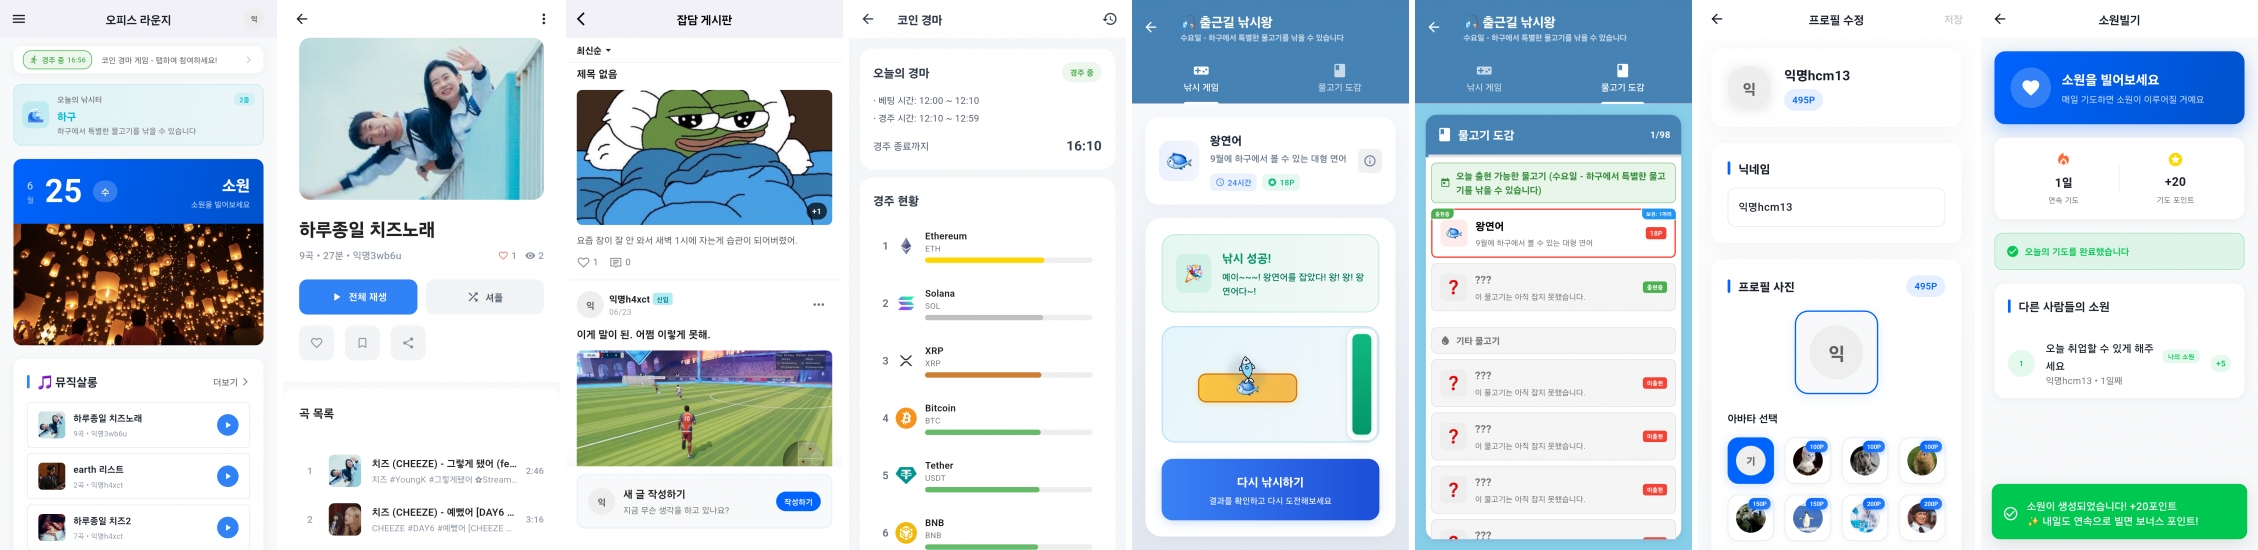 오피스 라운지
익
경주 중 16:56
코인 경마 게임 - 탭하여 참여하세요!
오늘의 낚시터
2종
하구
하구에서 특별한 물고기를 낚을 수 있습니다
6월
25
수
소원
소원을 빌어보세요
뮤직살롱
더보기
하루종일 치즈노래
9곡 • 익명3wb6u
earth 리스트
2곡 • 익명h4xct
하루종일 치즈2
7곡 • 익명h4xct
하루종일 치즈노래
9곡 • 27분 • 익명3wb6u
1
2
전체 재생
셔플
곡 목록
1
치즈 (CHEEZE) - 그렇게 됐어 (fe...
치즈 #YoungK #그렇게됐어 ✿Stream...
2:46
2
치즈 (CHEEZE) - 예뻤어 [DAY6 ...
CHEEZE #DAY6 #예뻤어 [CHEEZE ...
3:16
잡담 게시판
최신순
제목 없음
+1
요즘 잠이 잘 안 와서 새벽 1시에 자는게 습관이 되어버렸어.
1
0
익
익명h4xct
신입
06/23
이게 말이 된. 어쩜 이렇게 못해.
익
새 글 작성하기
지금 무슨 생각을 하고 있나요?
작성하기
코인 경마
오늘의 경마
경주 중
· 베팅 시간: 12:00 ~ 12:10
· 경주 시간: 12:10 ~ 12:59
경주 종료까지
16:10
경주 현황
1
Ethereum
ETH
2
Solana
SOL
3
XRP
XRP
4
Bitcoin
BTC
5
Tether
USDT
6
BNB
BNB
출근길 낚시왕
수요일 - 하구에서 특별한 물고기를 낚을 수 있습니다
낚시 게임
물고기 도감
왕연어
9월에 하구에서 볼 수 있는 대형 연어
24시간
18P
낚시 성공!
예이~~~! 왕연어를 잡았다! 왕! 왕! 왕
연어다~!
다시 낚시하기
결과를 확인하고 다시 도전해보세요
출근길 낚시왕
수요일 - 하구에서 특별한 물고기를 낚을 수 있습니다
낚시 게임
물고기 도감
물고기 도감
1/98
오늘 출현 가능한 물고기 (수요일 - 하구에서 특별한 물고
기를 낚을 수 있습니다)
출현중
보유: 1마리
왕연어
9월에 하구에서 볼 수 있는 대형 연어
18P
???
이 물고기는 아직 잡지 못했습니다.
출현중
기타 물고기
???
이 물고기는 아직 잡지 못했습니다.
미출현
???
이 물고기는 아직 잡지 못했습니다.
미출현
???
이 물고기는 아직 잡지 못했습니다.
미출현
???
프로필 수정
저장
익
익명hcm13
495P
닉네임
익명hcm13
프로필 사진
495P
익
아바타 선택
기
100P
100P
100P
150P
150P
200P
200P
소원빌기
소원을 빌어보세요
매일 기도하면 소원이 이루어질 거예요
1일
연속 기도
+20
기도 포인트
오늘의 기도를 완료했습니다
다른 사람들의 소원
1
오늘 취업할 수 있게 해주
세요
익명hcm13 • 1일째
나의 소원
+5
소원이 생성되었습니다! +20포인트
✨ 내일도 연속으로 빌면 보너스 포인트!